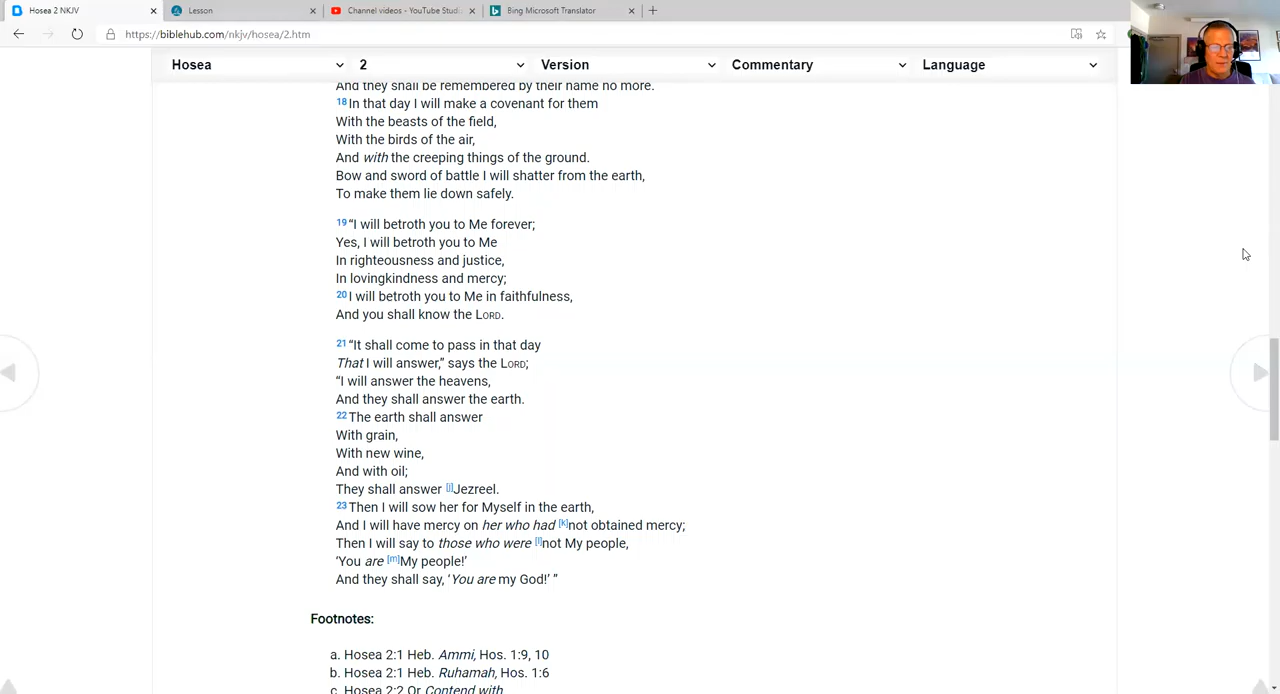 Hosea 2 NKJV
Lesson
Channel videos - YouTube Studi
Bing Microsoft Translator
https://biblehub.com/nkjv/hosea/2.htm
Hosea 2 Version Commentary Language
And they shall be remembered by their name no more.
18 In that day I will make a covenant for them
With the beasts of the field,
With the birds of the air,
And with the creeping things of the ground.
Bow and sword of battle I will shatter from the earth,
To make them lie down safely.
19 “I will betroth you to Me forever;
Yes, I will betroth you to Me
In righteousness and justice,
In lovingkindness and mercy;
20 I will betroth you to Me in faithfulness,
And you shall know the LORD.
21 “It shall come to pass in that day
That I will answer,” says the LORD;
“I will answer the heavens,
And they shall answer the earth.
22 The earth shall answer
With grain,
With new wine,
And with oil;
They shall answer [j]Jezreel.
23 Then I will sow her for Myself in the earth,
And I will have mercy on her who had [k]not obtained mercy;
Then I will say to those who were [l]not My people,
‘You are [m]My people!’
And they shall say, ‘You are my God!’ ”
Footnotes:
a. Hosea 2:1 Heb. Ammi, Hos. 1:9, 10
b. Hosea 2:1 Heb. Ruhamah, Hos. 1:6
c. Hosea 2:2 Or Contend with